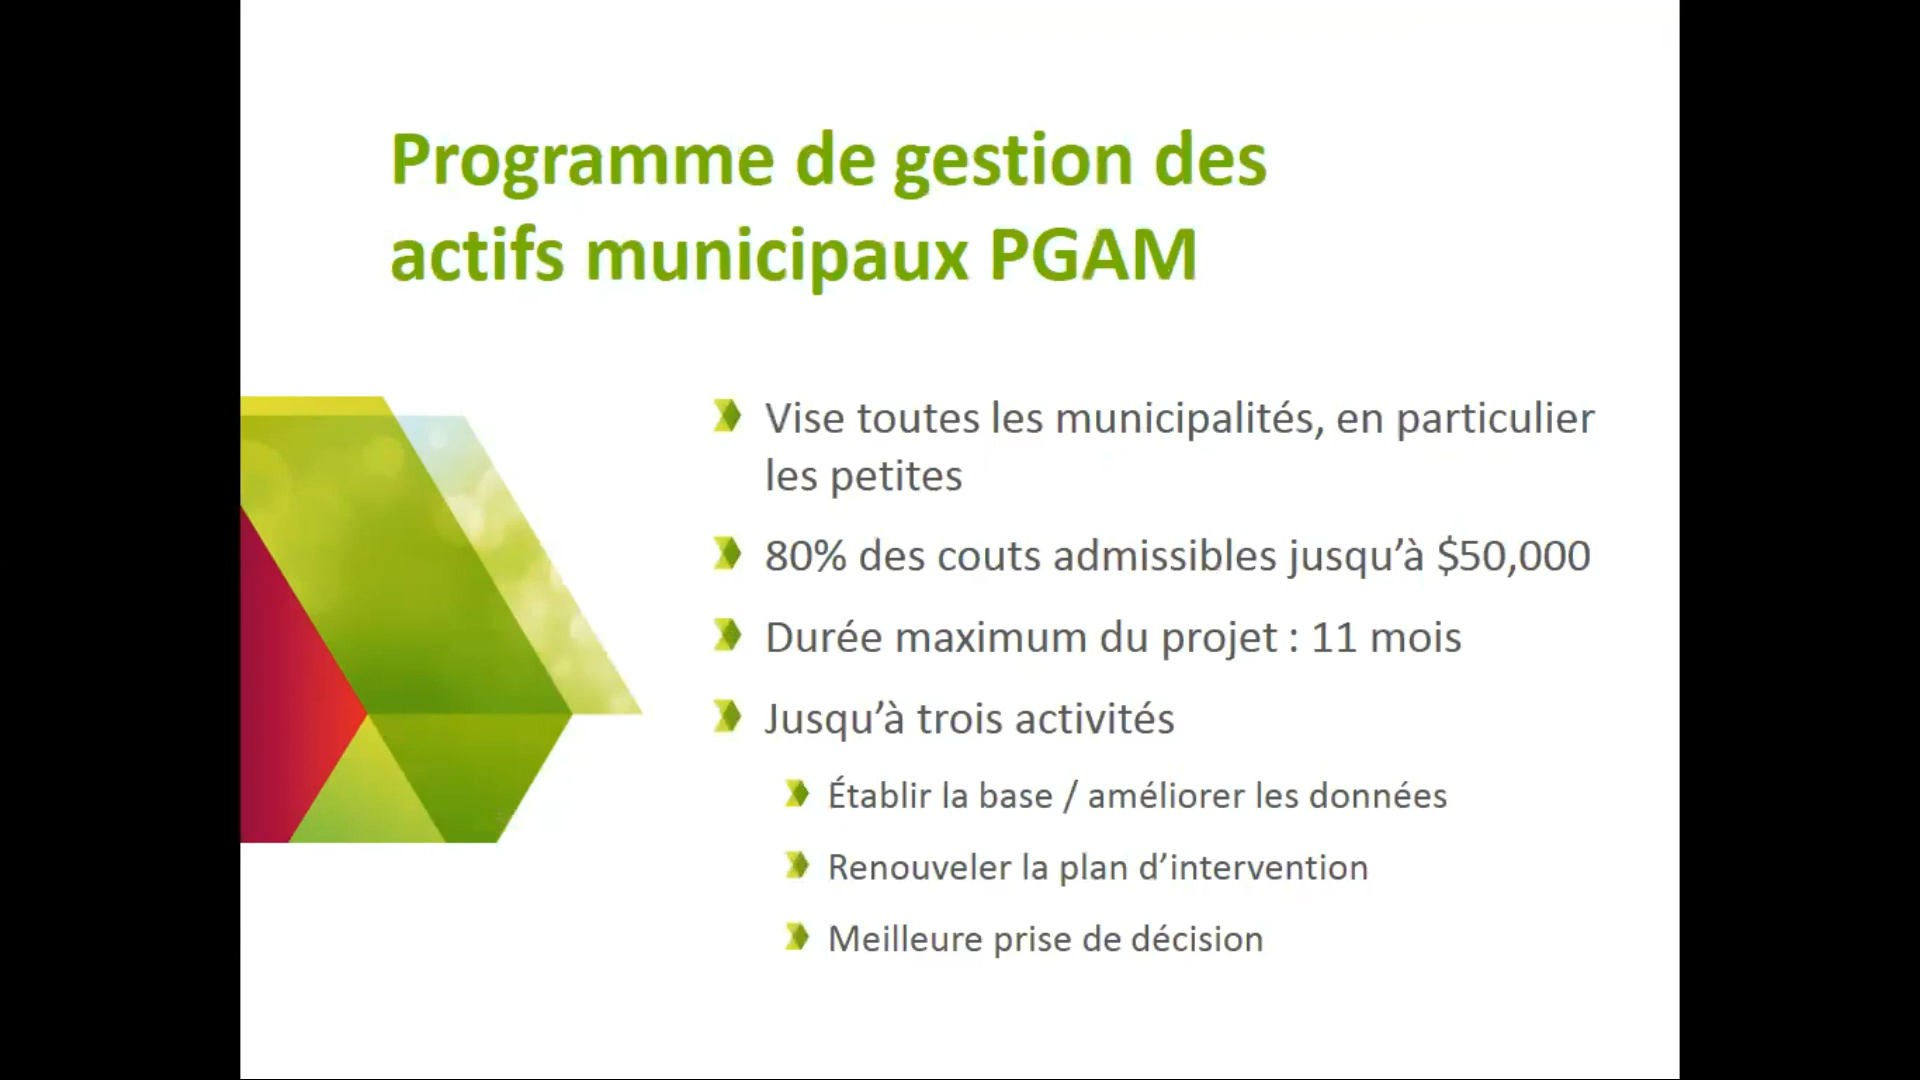 Programme de gestion des
actifs municipaux PGAM
Vise toutes les municipalités, en particulier
les petites
80% des couts admissibles jusqu’à $50,000
Durée maximum du projet : 11 mois
Jusqu’à trois activités
Établir la base / améliorer les données
Renouveler la plan d’intervention
Meilleure prise de décision